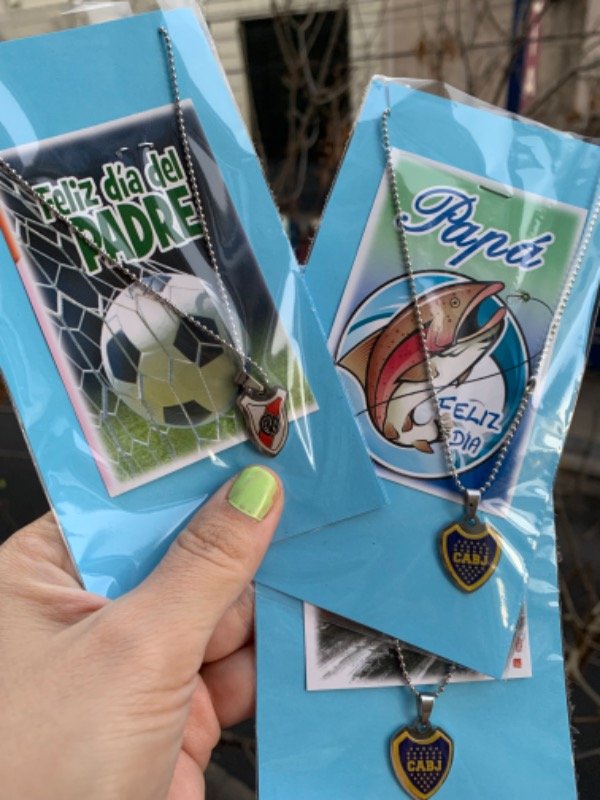 Feliz día del
PADRE
Papá
FELIZ
DIA
CABJ
CABJ